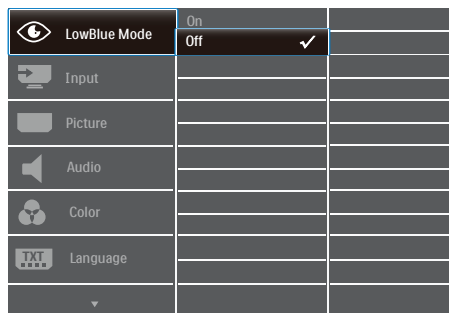 LowBlue Mode
On
Off
Input
Picture
Audio
Color
TXT
Language